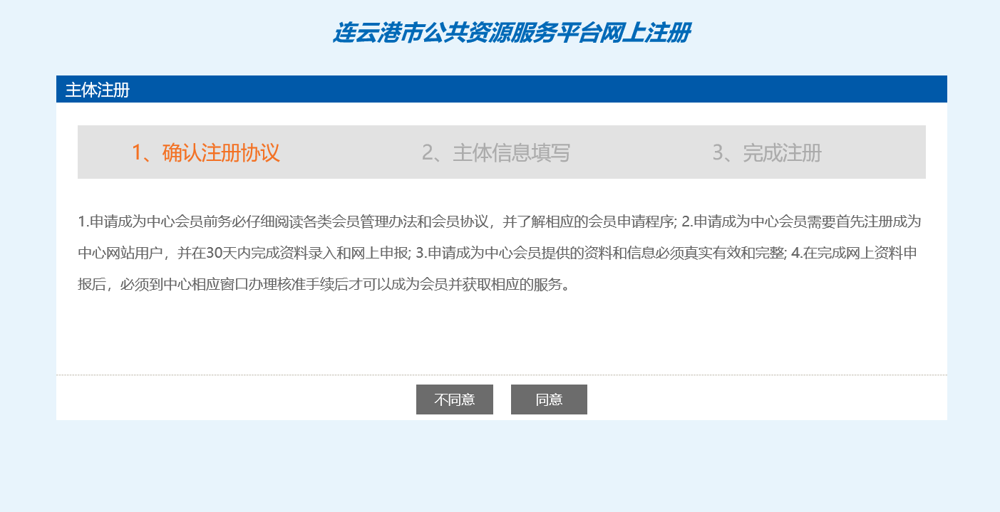 连云港市公共资源服务平台网上注册
主体注册
1、确认注册协议 2、主体信息填写 3、完成注册
1.申请成为中心会员前务必仔细阅读各类会员管理办法和会员协议，并了解相应的会员申请程序; 2.申请成为中心会员需要首先注册成为
中心网站用户，并在30天内完成资料录入和网上申报; 3.申请成为中心会员提供的资料和信息必须真实有效和完整; 4.在完成网上资料申
报后，必须到中心相应窗口办理核准手续后才可以成为会员并获取相应的服务。
不同意 同意